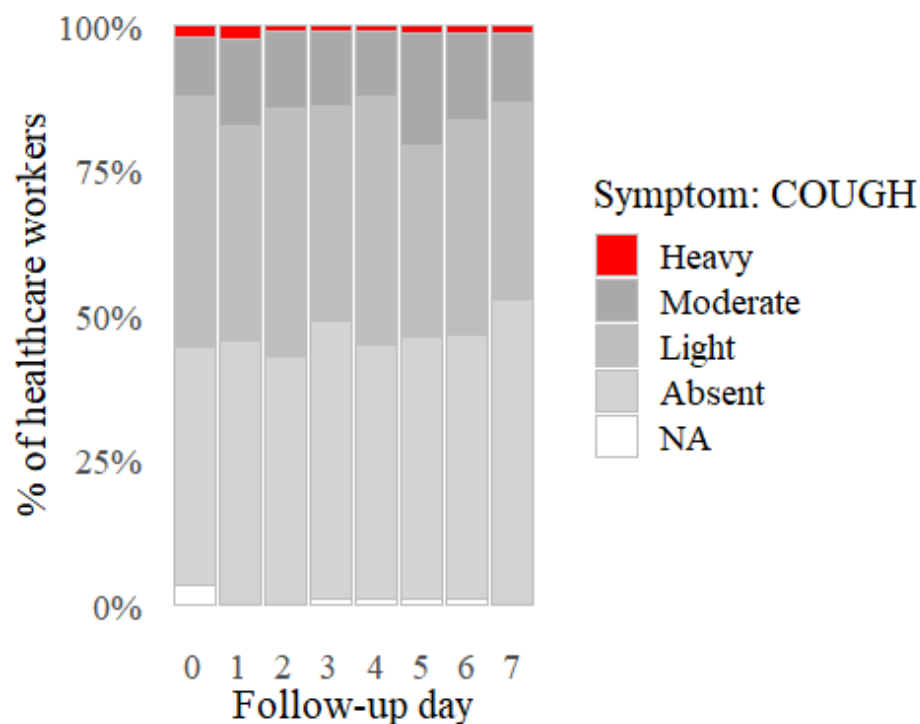 % of healthcare workers
100%
75%
50%
25%
0%
0 1 2 3 4 5 6 7
Follow-up day
Symptom: COUGH
Heavy
Moderate
Light
Absent
NA